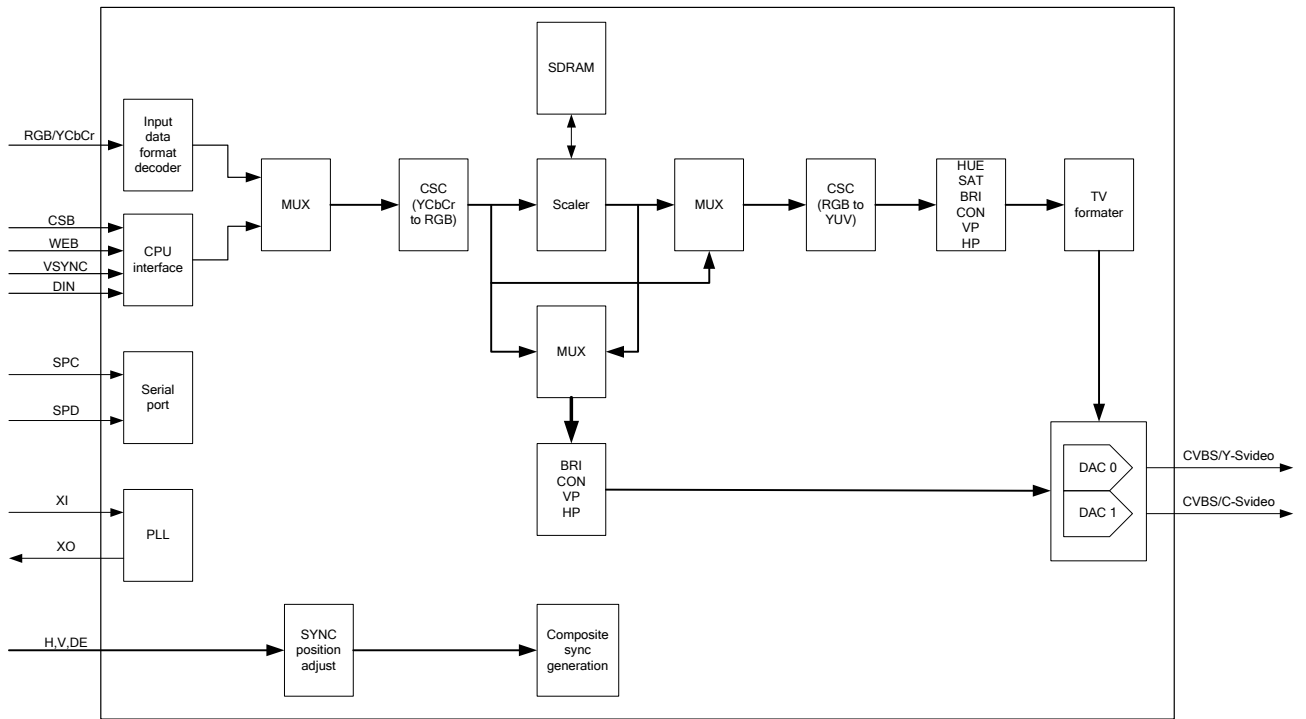 SDRAM
RGB/YCbCr
Input
data
format
decoder
MUX
CSC
(YCbCr
to RGB)
Scaler
MUX
CSC
(RGB to
YUV)
HUE
SAT
BRI
CON
VP
HP
TV
formater
CSB
WEB
VSYNC
DIN
CPU
interface
MUX
SPC
SPD
Serial
port
BRI
CON
VP
HP
DAC 0
DAC 1
CVBS/Y-Svideo
CVBS/C-Svideo
XI
XO
PLL
H,V,DE
SYNC
position
adjust
Composite
sync
generation